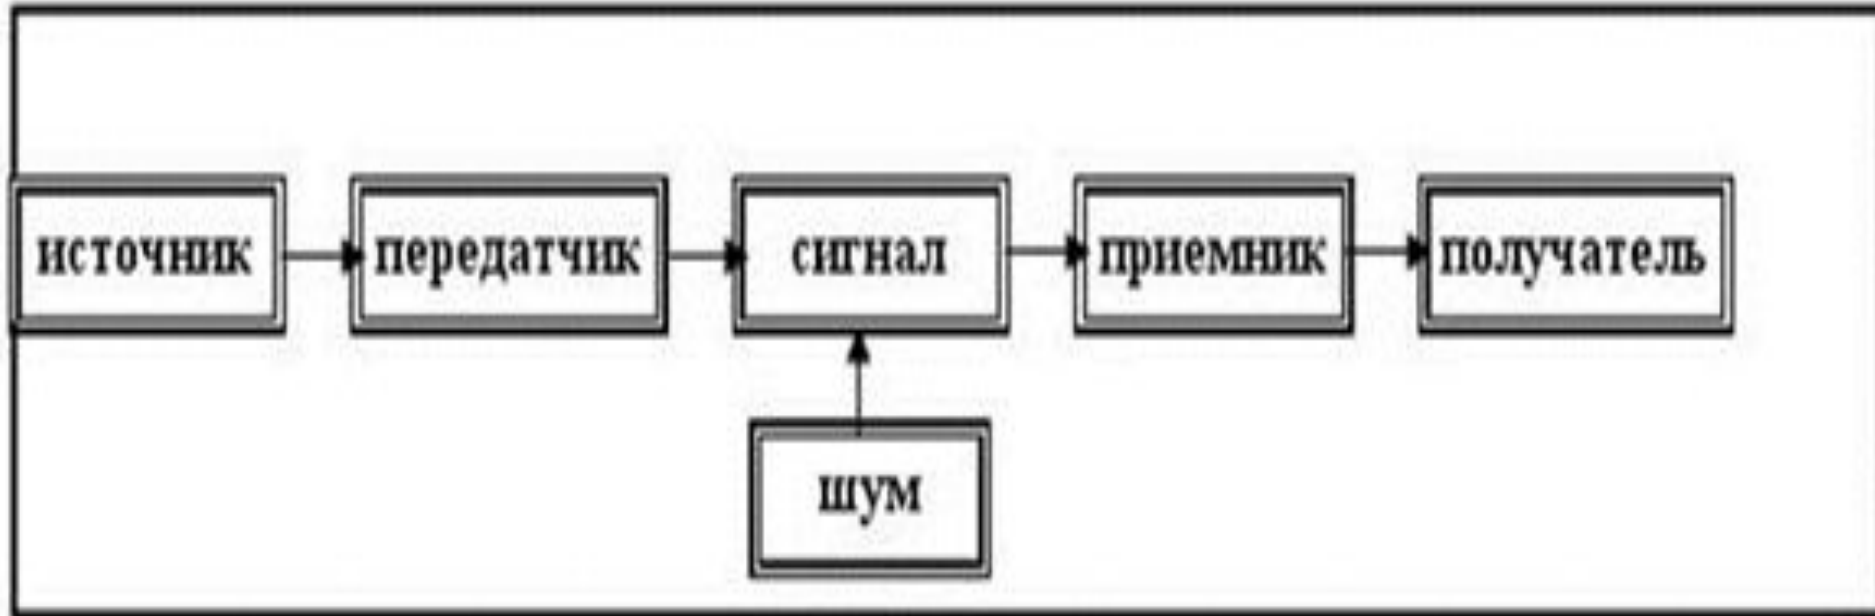 источник
передатчик
сигнал
приемник
получатель
шум